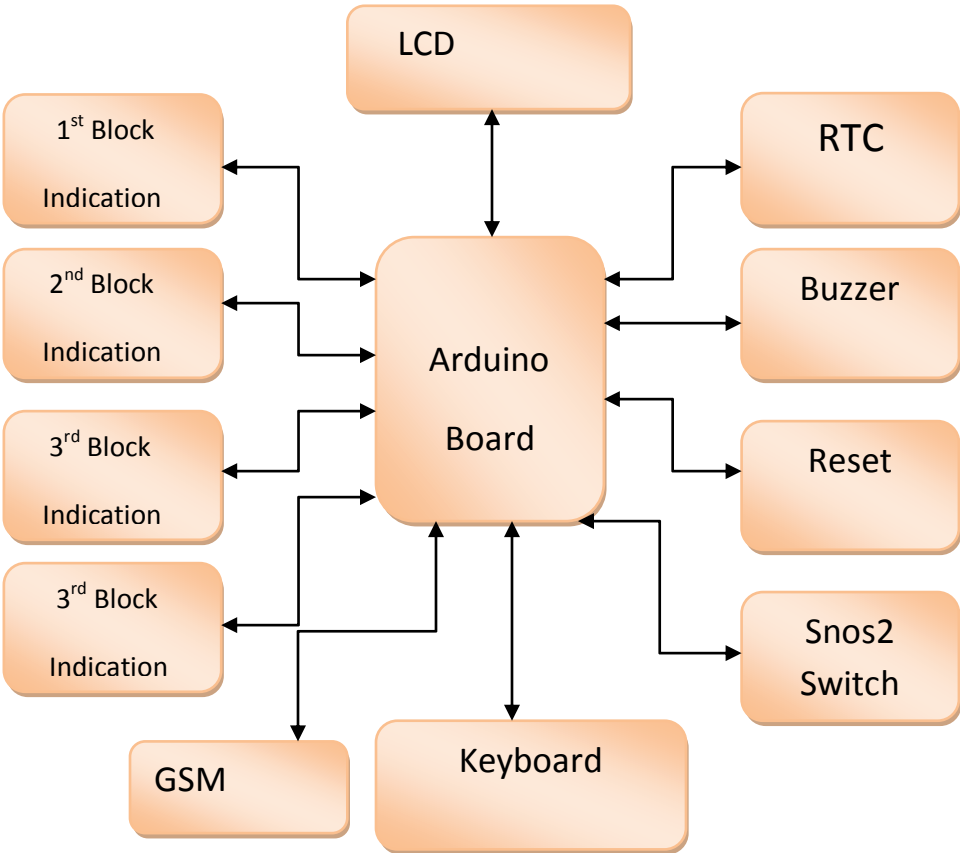 LCD
1st Block
Indication
RTC
2nd Block
Indication
Buzzer
Arduino
Board
3rd Block
Indication
Reset
3rd Block
Indication
Snos2
Switch
GSM
Keyboard